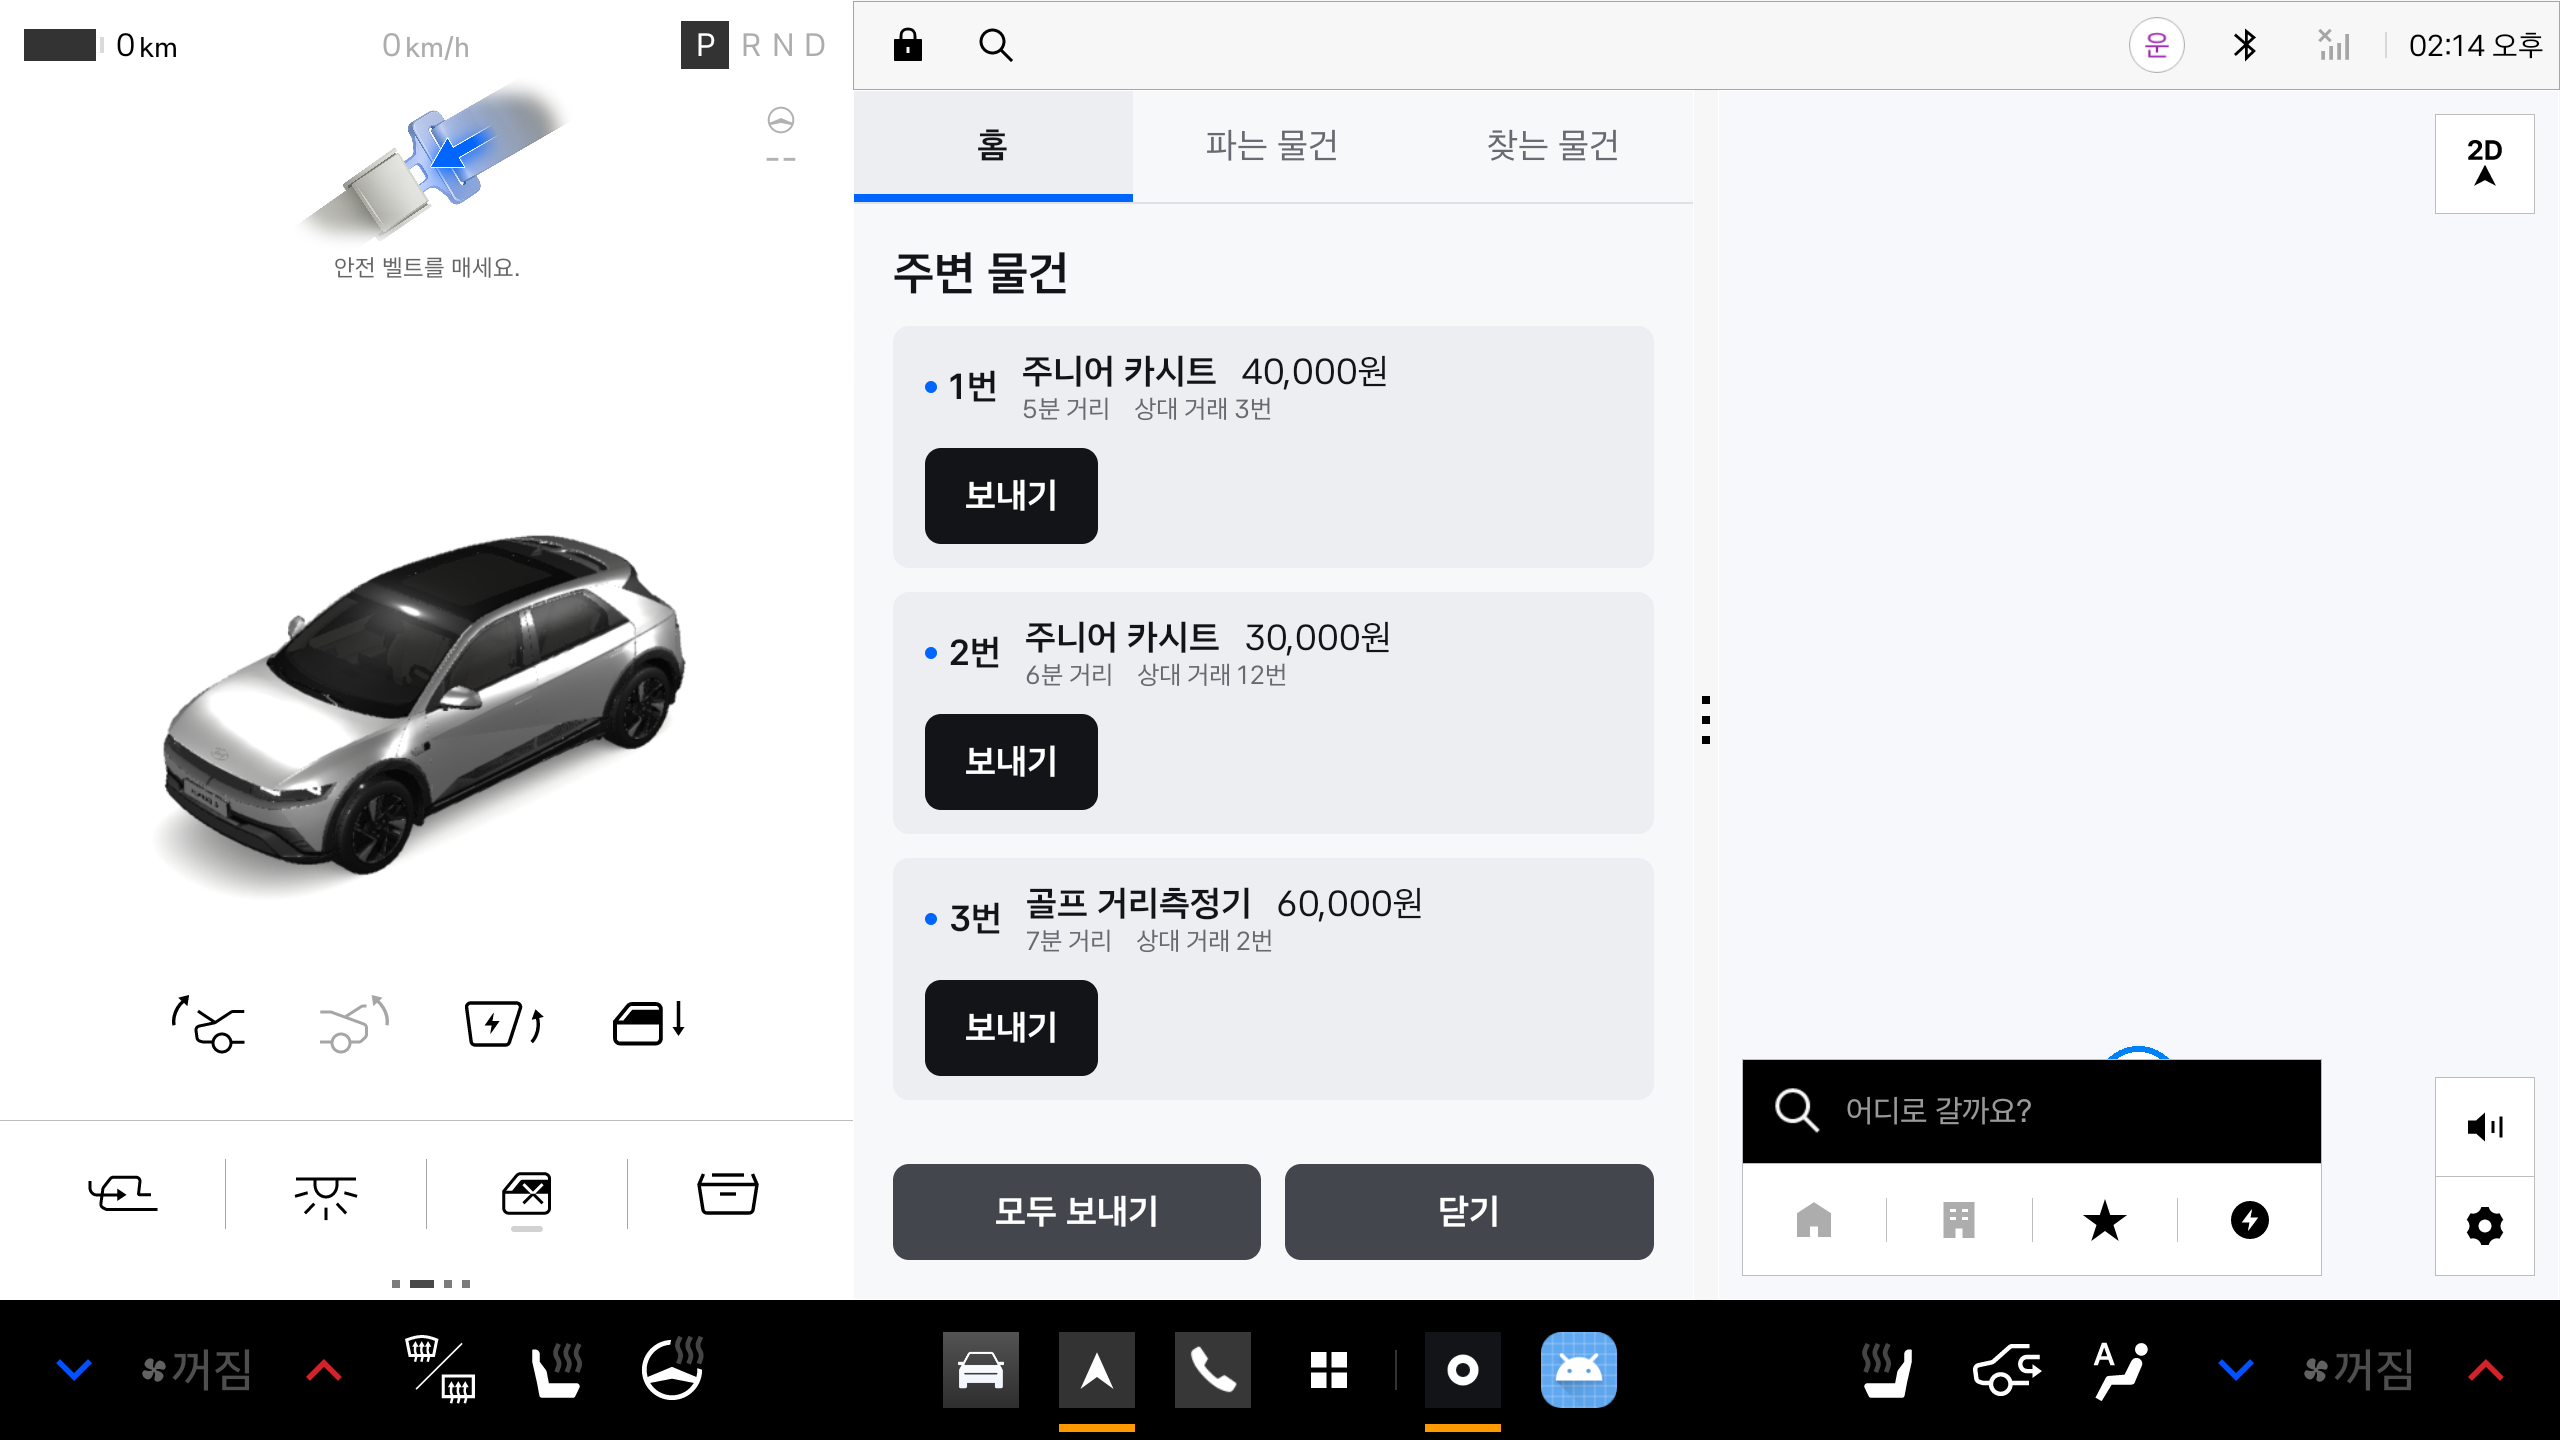 0 km
0 km/h
P R N D
안전 벨트를 매세요.
운
02:14 오후
홈
파는 물건
찾는 물건
주변 물건
1번
주니어 카시트 40,000원
5분 거리 상대 거래 3번
보내기
2번
주니어 카시트 30,000원
6분 거리 상대 거래 12번
보내기
3번
골프 거리측정기 60,000원
7분 거리 상대 거래 2번
보내기
모두 보내기
닫기
2D
어디로 갈까요?
꺼짐
A
꺼짐